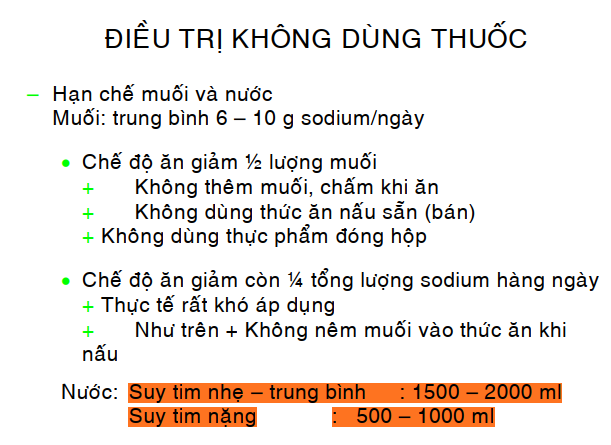 ĐIỀU TRỊ KHÔNG DÙNG THUỐC
– Hạn chế muối và nước
Muối: trung bình 6 – 10 g sodium/ngày
• Chế độ ăn giảm ½ lượng muối
+ Không thêm muối, chấm khi ăn
+ Không dùng thức ăn nấu sẵn (bán)
+ Không dùng thực phẩm đóng hộp
• Chế độ ăn giảm còn ¼ tổng lượng sodium hàng ngày
+ Thực tế rất khó áp dụng
+ Như trên + Không nêm muối vào thức ăn khi
nấu
Nước: Suy tim nhẹ – trung bình : 1500 – 2000 ml
Suy tim nặng : 500 – 1000 ml